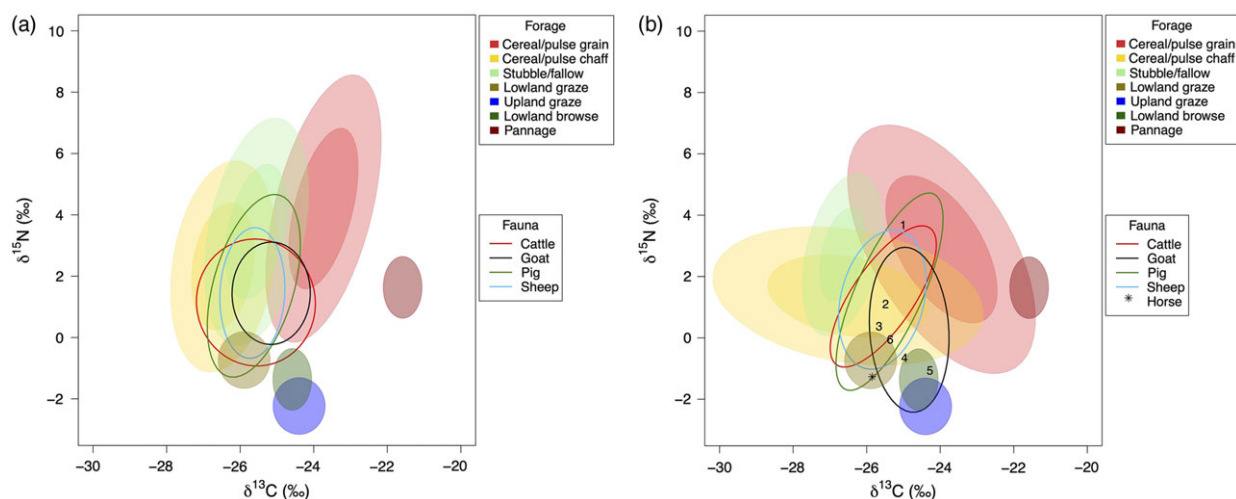 (a)
10
8
6
4
2
0
−2
δ15N (‰)
−30
−28
−26
−24
−22
−20
δ13C (‰)
Forage
Cereal/pulse grain
Cereal/pulse chaff
Stubble/fallow
Lowland graze
Upland graze
Lowland browse
Pannage
Fauna
Cattle
Goat
Pig
Sheep
(b)
10
8
6
4
2
0
−2
δ15N (‰)
1
2
3
6
4
5
*
−30
−28
−26
−24
−22
−20
δ13C (‰)
Forage
Cereal/pulse grain
Cereal/pulse chaff
Stubble/fallow
Lowland graze
Upland graze
Lowland browse
Pannage
Fauna
Cattle
Goat
Pig
Sheep
* Horse